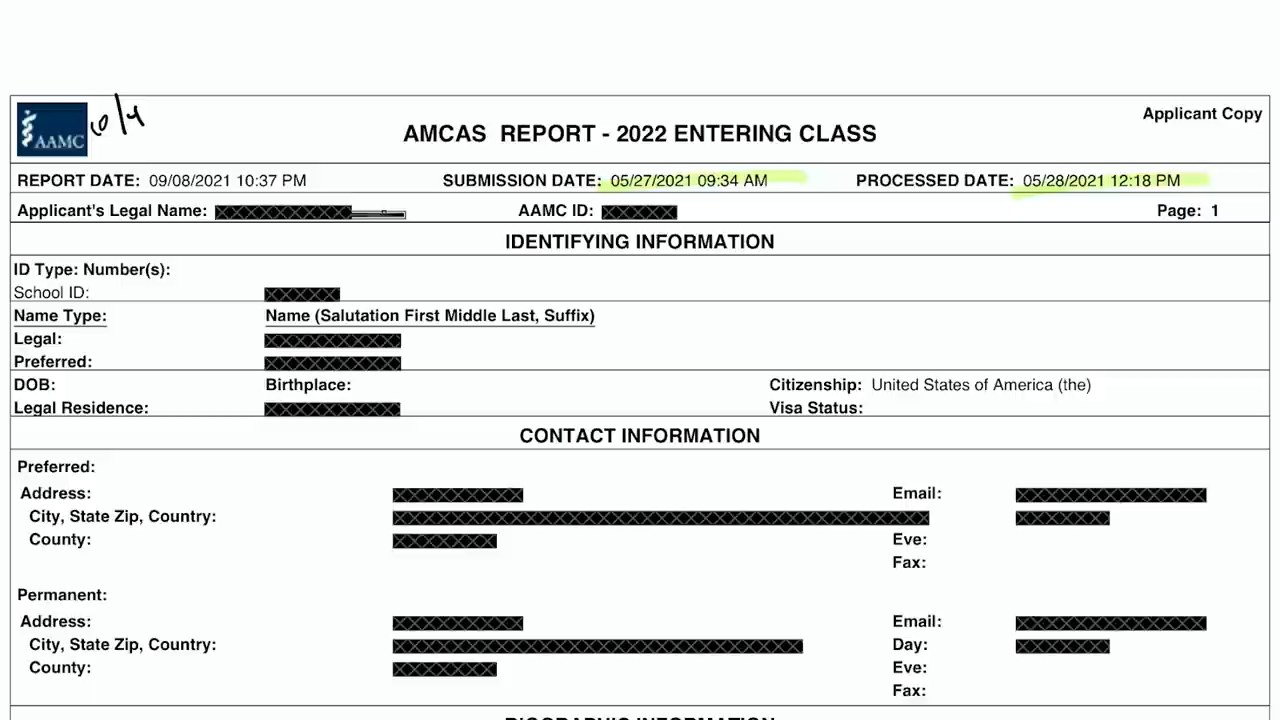 AAMC
6/4
Applicant Copy
AMCAS REPORT - 2022 ENTERING CLASS
REPORT DATE: 09/08/2021 10:37 PM SUBMISSION DATE: 05/27/2021 09:34 AM PROCESSED DATE: 05/28/2021 12:18 PM
Applicant's Legal Name: AAMC ID: Page: 1
IDENTIFYING INFORMATION
ID Type: Number(s):
School ID:
Name Type: Name (Salutation First Middle Last, Suffix)
Legal:
Preferred:
DOB: Birthplace: Citizenship: United States of America (the)
Legal Residence: Visa Status:
CONTACT INFORMATION
Preferred:
Address: Email:
City, State Zip, Country:
County: Eve:
Fax:
Permanent:
Address: Email:
City, State Zip, Country: Day:
County: Eve:
Fax:
BIOGRAPHIC INFORMATION